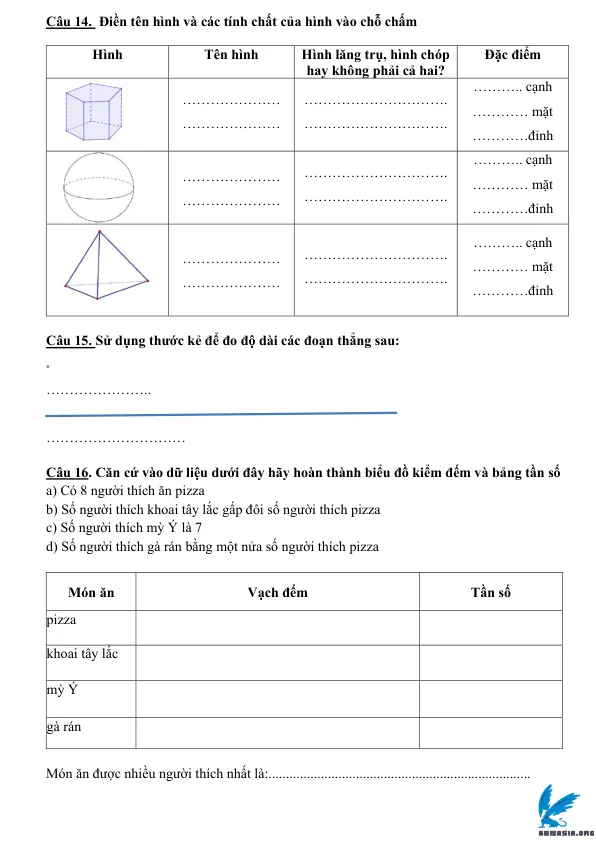 Câu 14. Điền tên hình và các tính chất của hình vào chỗ chấm
Hình Tên hình Hình lăng trụ, hình chóp hay không phải cả hai? Đặc điểm
………………… …………………………. ……….. cạnh
………………… …………………………. ………… mặt
…………đỉnh
………………… …………………………. ……….. cạnh
………………… …………………………. ………… mặt
…………đỉnh
………………… …………………………. ……….. cạnh
………………… …………………………. ………… mặt
…………đỉnh
Câu 15. Sử dụng thước kẻ để đo độ dài các đoạn thẳng sau:
…………………..
…………………………
Câu 16. Căn cứ vào dữ liệu dưới đây hãy hoàn thành biểu đồ kiểm đếm và bảng tần số
a) Có 8 người thích ăn pizza
b) Số người thích khoai tây lắc gấp đôi số người thích pizza
c) Số người thích mỳ Ý là 7
d) Số người thích gà rán bằng một nửa số người thích pizza
Món ăn Vạch đếm Tần số
pizza
khoai tây lắc
mỳ Ý
gà rán
Món ăn được nhiều người thích nhất là:...........................................................................
ABMASIA.ORG